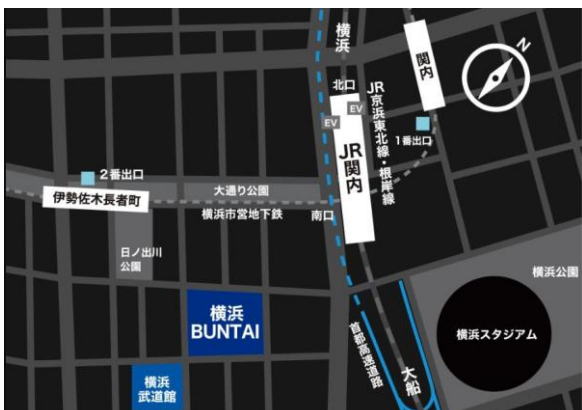 横浜
関内
N
北口
EV
EV
JR京浜東北線・根岸線
1番出口
JR関内
2番出口
伊勢佐木長者町
大通り公園
横浜市営地下鉄
南口
日ノ出川
公園
横浜公園
横浜
BUNTAI
首都高速道路
横浜スタジアム
大船
横浜
武道館